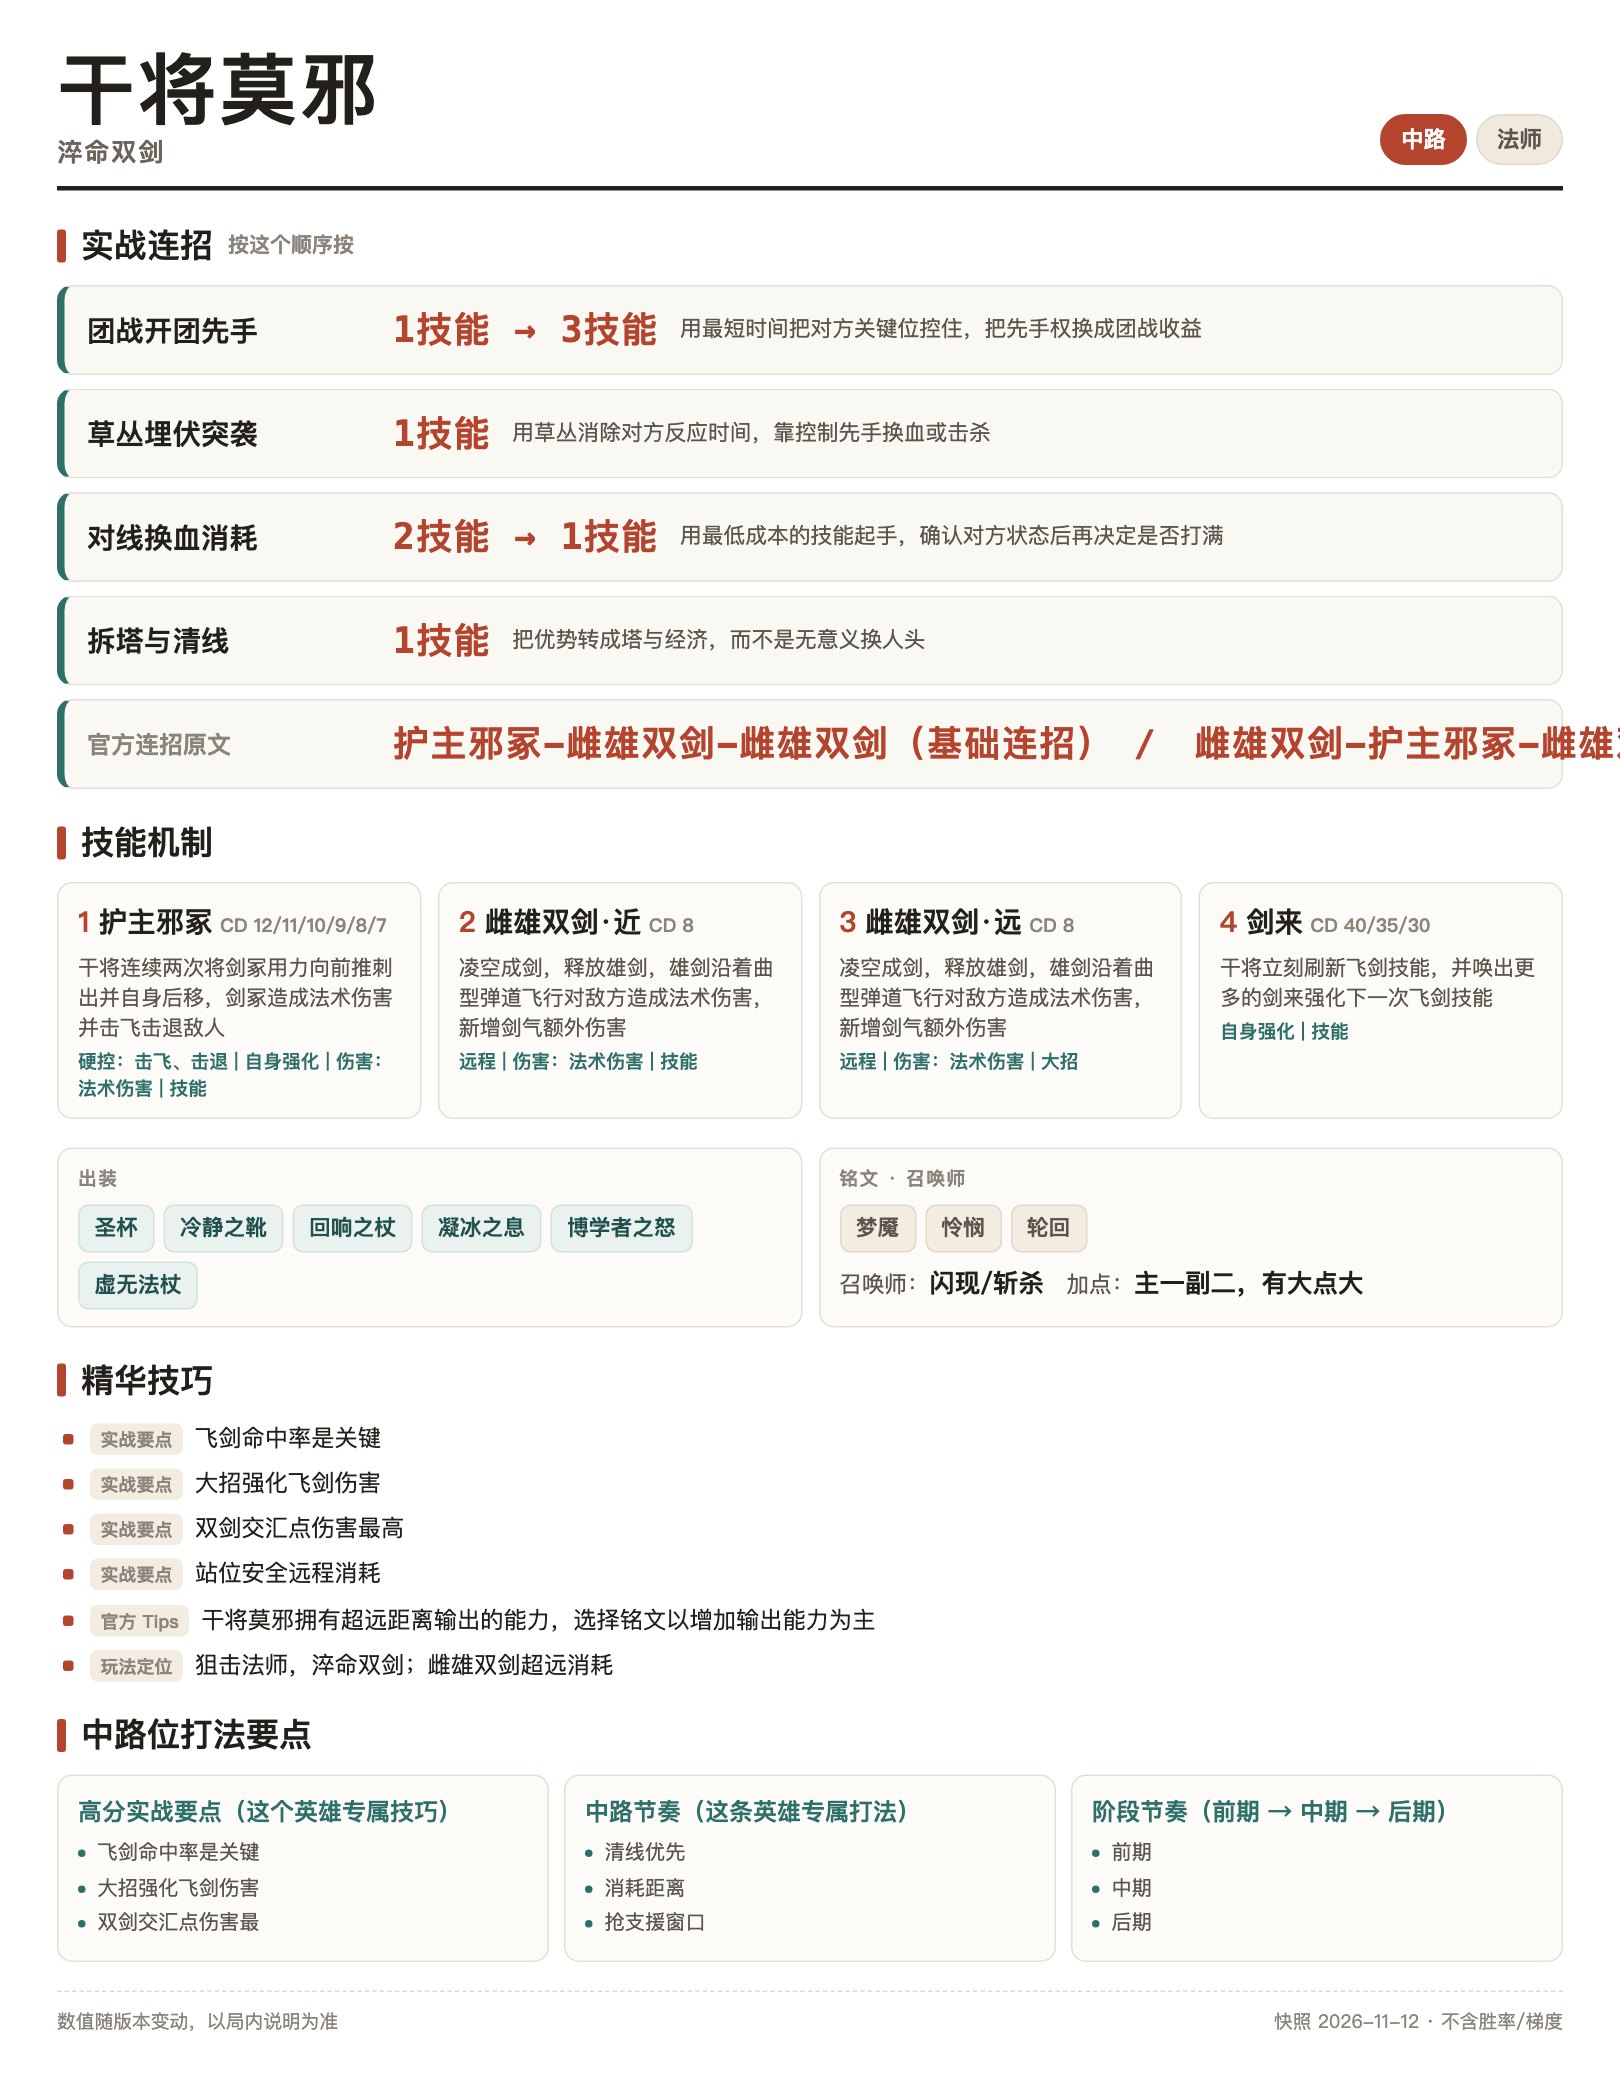 干将莫邪
淬命双剑
中路
法师
实战连招 按这个顺序按
团战开团先手 1技能 → 3技能 用最短时间把对方关键位控住，把先手权换成团战收益
草丛埋伏突袭 1技能 用草丛消除对方反应时间，靠控制先手换血或击杀
对线换血消耗 2技能 → 1技能 用最低成本的技能起手，确认对方状态后再决定是否打满
拆塔与清线 1技能 把优势转成塔与经济，而不是无意义换人头
官方连招原文 护主邪冢–雌雄双剑–雌雄双剑（基础连招） / 雌雄双剑–护主邪冢–雌雄
技能机制
1 护主邪冢 CD 12/11/10/9/8/7
干将连续两次将剑冢用力向前推刺
出并自身后移，剑冢造成法术伤害
并击飞击退敌人
硬控：击飞、击退 | 自身强化 | 伤害：
法术伤害 | 技能
2 雌雄双剑·近 CD 8
凌空成剑，释放雄剑，雄剑沿着曲
型弹道飞行对敌方造成法术伤害，
新增剑气额外伤害
远程 | 伤害：法术伤害 | 技能
3 雌雄双剑·远 CD 8
凌空成剑，释放雄剑，雄剑沿着曲
型弹道飞行对敌方造成法术伤害，
新增剑气额外伤害
远程 | 伤害：法术伤害 | 大招
4 剑来 CD 40/35/30
干将立刻刷新飞剑技能，并唤出更
多的剑来强化下一次飞剑技能
自身强化 | 技能
出装
圣杯 冷静之靴 回响之杖 凝冰之息 博学者之怒
虚无法杖
铭文 · 召唤师
梦魇 怜悯 轮回
召唤师：闪现/斩杀 加点：主一副二，有大点大
精华技巧
实战要点 飞剑命中率是关键
实战要点 大招强化飞剑伤害
实战要点 双剑交汇点伤害最高
实战要点 站位安全远程消耗
官方 Tips 干将莫邪拥有超远距离输出的能力，选择铭文以增加输出能力为主
玩法定位 狙击法师，淬命双剑；雌雄双剑超远消耗
中路位打法要点
高分实战要点（这个英雄专属技巧）
飞剑命中率是关键
大招强化飞剑伤害
双剑交汇点伤害最
中路节奏（这条英雄专属打法）
清线优先
消耗距离
抢支援窗口
阶段节奏（前期 → 中期 → 后期）
前期
中期
后期
数值随版本变动，以局内说明为准
快照 2026–11–12 · 不含胜率/梯度